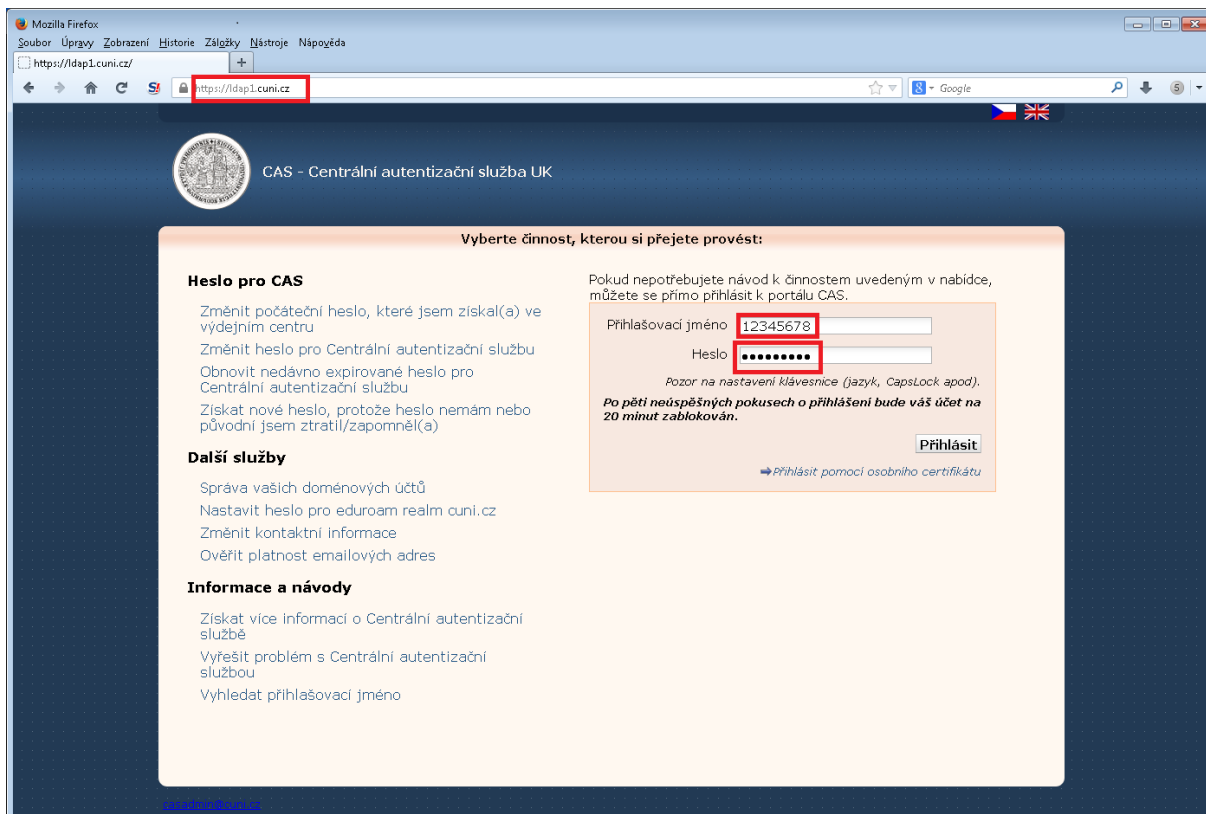 Mozilla Firefox
Soubor Úpravy Zobrazení Historie Záložky Nástroje Nápověda
https://ldap1.cuni.cz/
https://ldap1.cuni.cz
Google
5
CAS - Centrální autentizační služba UK
Vyberte činnost, kterou si přejete provést:
Heslo pro CAS
Změnit počáteční heslo, které jsem získal(a) ve
výdejním centru
Změnit heslo pro Centrální autentizační službu
Obnovit nedávno expirované heslo pro
Centrální autentizační službu
Získat nové heslo, protože heslo nemám nebo
původní jsem ztratil/zapomněl(a)
Další služby
Správa vašich doménových účtů
Nastavit heslo pro eduroam realm cuni.cz
Změnit kontaktní informace
Ověřit platnost emailových adres
Informace a návody
Získat více informací o Centrální autentizační
službě
Vyřešit problém s Centrální autentizační
službou
Vyhledat přihlašovací jméno
Pokud nepotřebujete návod k činnostem uvedeným v nabídce,
můžete se přímo přihlásit k portálu CAS.
Přihlašovací jméno 12345678
Heslo •••••••••
Pozor na nastavení klávesnice (jazyk, CapsLock apod).
Po pěti neúspěšných pokusech o přihlášení bude váš účet na
20 minut zablokován.
Přihlásit
Přihlásit pomocí osobního certifikátu
casadmin@cuni.cz